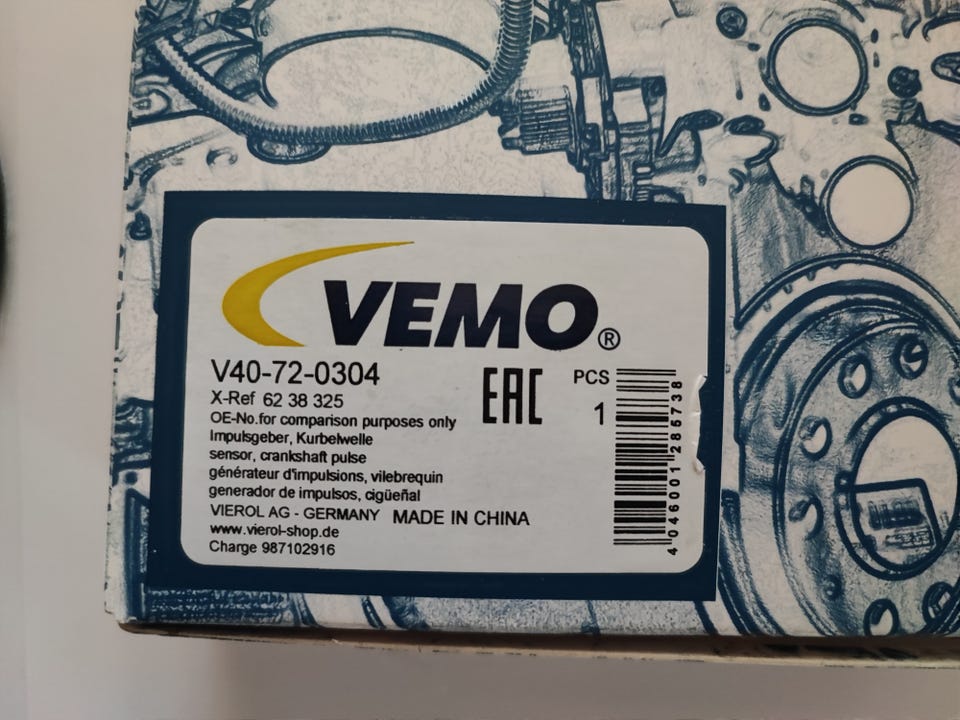 VEMO®
V40-72-0304
X-Ref 62 38 325
OE-No.for comparison purposes only
Impulsgeber, Kurbelwelle
sensor, crankshaft pulse
générateur d'impulsions, vilebrequin
generador de impulsos, cigüeñal
VIEROL AG - GERMANY MADE IN CHINA
www.vierol-shop.de
Charge 987102916
EAC
PCS
1
4 046001 285738